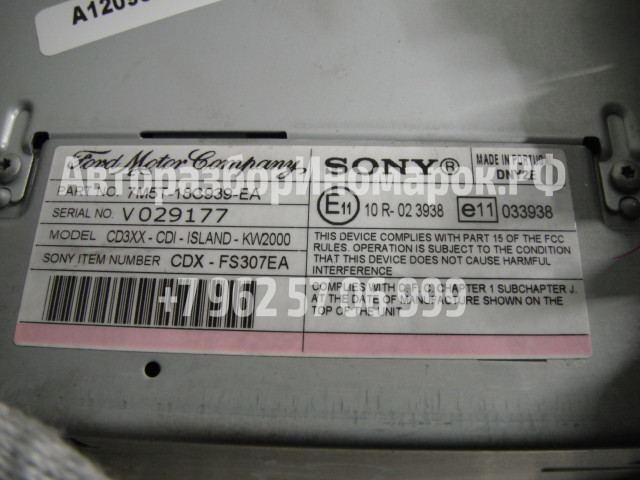 A1209
Ford Motor Company
PART NO. 7M5T-18C939-EA
SERIAL NO. V029177
MODEL CD3XX - CDI - ISLAND - KW2000
SONY ITEM NUMBER CDX - FS307EA
SONY®
MADE IN PORTUGAL
E11 10 R- 02 3938 e11 033938
THIS DEVICE COMPLIES WITH PART 15 OF THE FCC
RULES. OPERATION IS SUBJECT TO THE CONDITION
THAT THIS DEVICE DOES NOT CAUSE HARMFUL
INTERFERENCE
COMPLIES WITH C.F.C. CHAPTER 1 SUBCHAPTER J.
AT THE DATE OF MANUFACTURE SHOWN ON THE
TOP OF THE UNIT
АвторазборИномарок.РФ